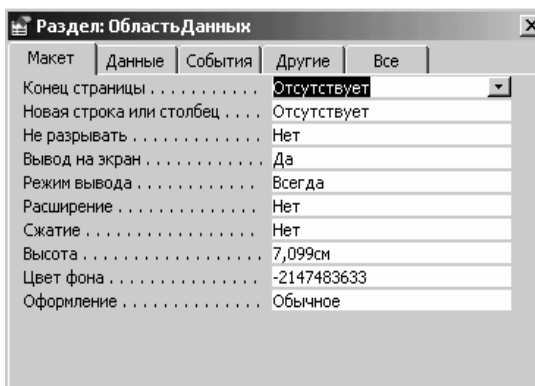 Раздел: ОбластьДанных
Макет Данные События Другие Все
Конец страницы . . . . . . . . . . . Отсутствует
Новая строка или столбец . . . . Отсутствует
Не разрывать . . . . . . . . . . . . Нет
Вывод на экран . . . . . . . . . . . Да
Режим вывода . . . . . . . . . . . . Всегда
Расширение . . . . . . . . . . . . . Нет
Сжатие . . . . . . . . . . . . . . . . Нет
Высота . . . . . . . . . . . . . . . . . 7,099см
Цвет фона . . . . . . . . . . . . . . -2147483633
Оформление . . . . . . . . . . . . . Обычное